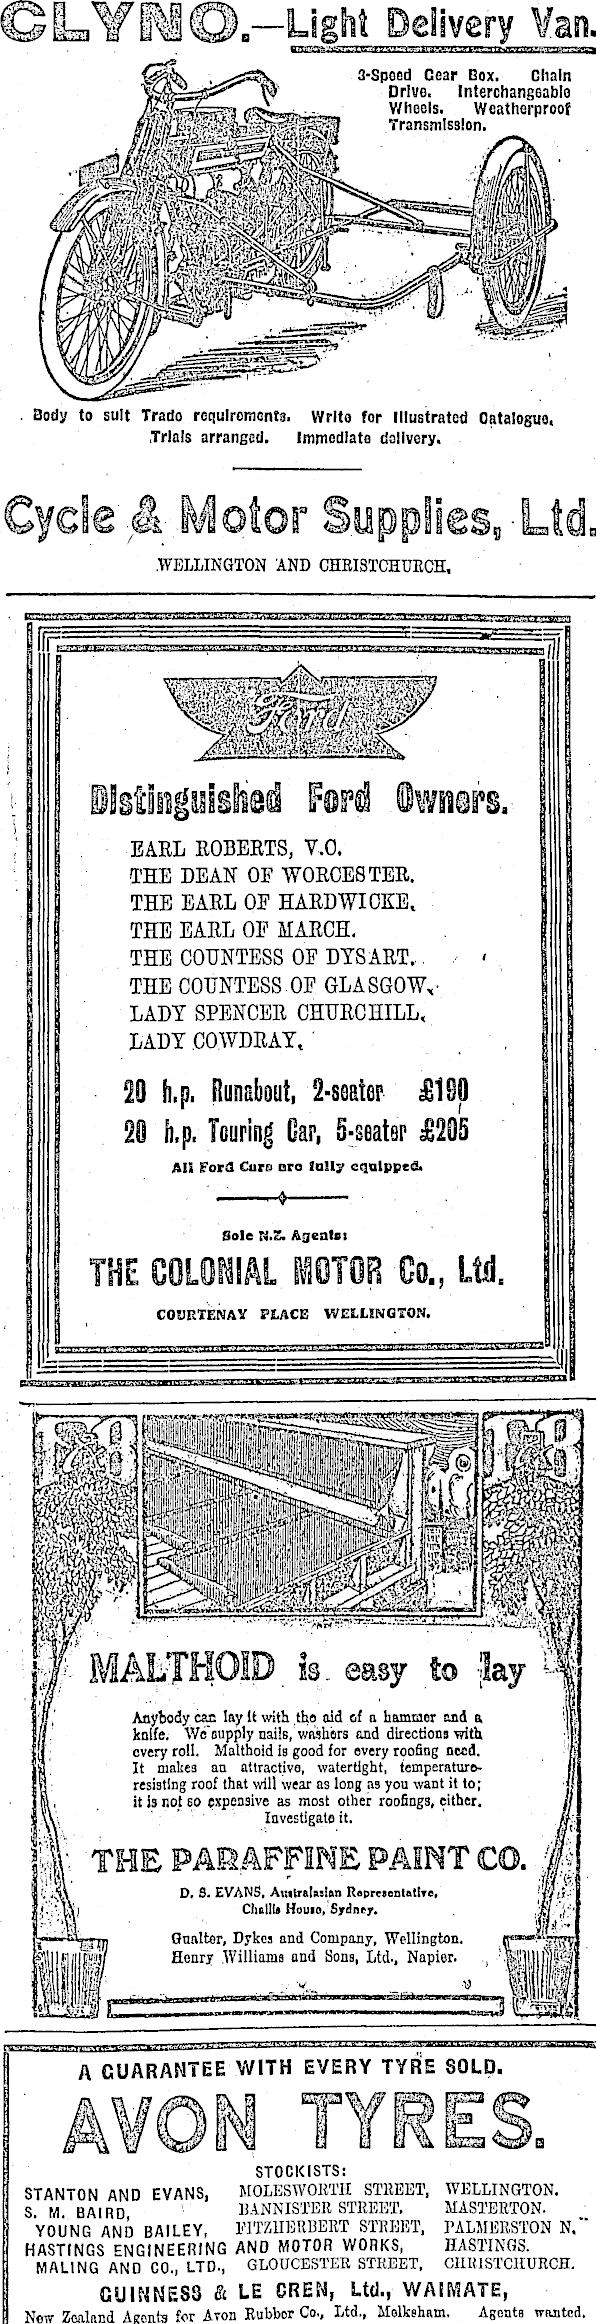 CLYNO.—Light Delivery Van.
3-Speed Gear Box. Chain
Drive. Interchangeable
Wheels. Weatherproof
Transmission.
Body to suit Trade requirements. Write for Illustrated Catalogue.
Trials arranged. Immediate delivery.
Cycle & Motor Supplies, Ltd.
WELLINGTON AND CHRISTCHURCH.
Ford
Distinguished Ford Owners.
EARL ROBERTS, V.C.
THE DEAN OF WORCESTER.
THE EARL OF HARDWICKE.
THE EARL OF MARCH.
THE COUNTESS OF DYSART.
THE COUNTESS OF GLASGOW.
LADY SPENCER CHURCHILL.
LADY COWDRAY.
20 h.p. Runabout, 2-seater £190
20 h.p. Touring Car, 5-seater £205
All Ford Cars are fully equipped.
Sole N.Z. Agents:
THE COLONIAL MOTOR Co., Ltd.
COURTENAY PLACE WELLINGTON.
P&B P&B
MALTHOID is easy to lay
Anybody can lay it with the aid of a hammer and a
knife. We supply nails, washers and directions with
every roll. Malthoid is good for every roofing need.
It makes an attractive, watertight, temperature-
resisting roof that will wear as long as you want it to;
it is not so expensive as most other roofings, either.
Investigate it.
THE PARAFFINE PAINT CO.
D. S. EVANS, Australasian Representative,
Challis House, Sydney.
Gualter, Dykes and Company, Wellington.
Henry Williams and Sons, Ltd., Napier.
A GUARANTEE WITH EVERY TYRE SOLD.
AVON TYRES.
STOCKISTS:
STANTON AND EVANS, MOLESWORTH STREET, WELLINGTON.
S. M. BAIRD, BANNISTER STREET, MASTERTON.
YOUNG AND BAILEY, FITZHERBERT STREET, PALMERSTON N.
HASTINGS ENGINEERING AND MOTOR WORKS, HASTINGS.
MALING AND CO., LTD., GLOUCESTER STREET, CHRISTCHURCH.
GUINNESS & LE CREN, Ltd., WAIMATE,
New Zealand Agents for Avon Rubber Co., Ltd., Melksham. Agents wanted.